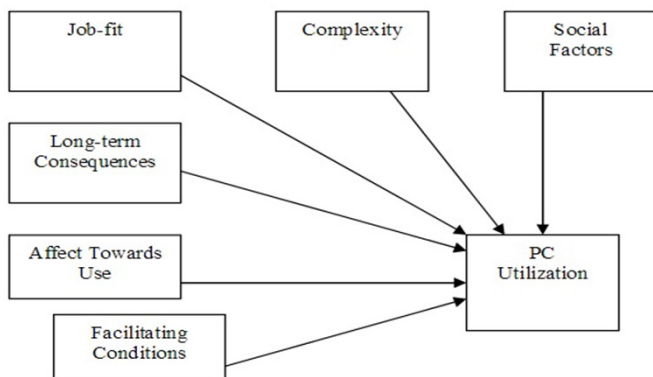 Job-fit
Complexity
Social
Factors
Long-term
Consequences
Affect Towards
Use
PC
Utilization
Facilitating
Conditions